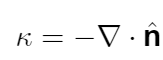 κ = −∇ · n̂